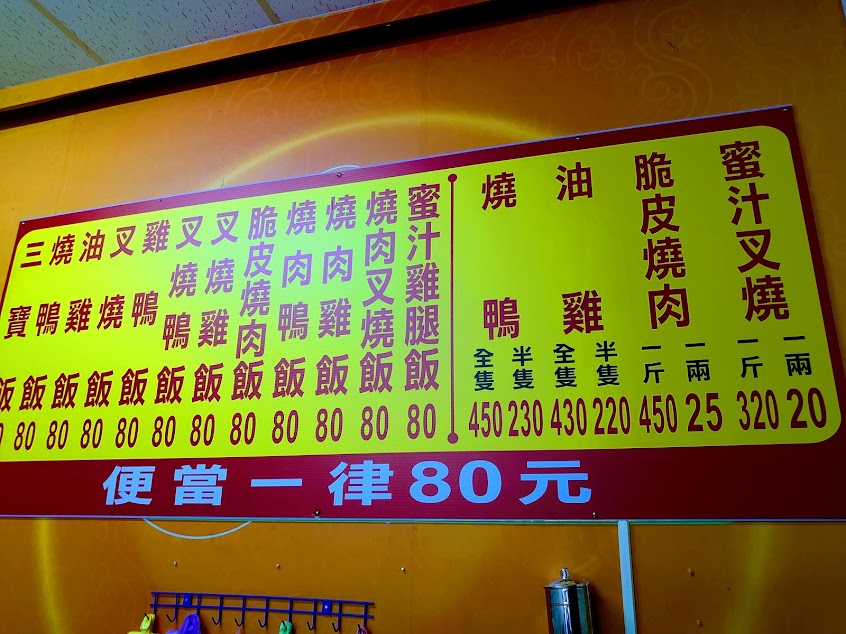 蜜汁叉燒
一兩 20
一斤 320
脆皮燒肉
一兩 25
一斤 450
油雞
半隻 220
全隻 430
燒鴨
半隻 230
全隻 450
蜜汁雞腿飯 80
燒肉叉燒飯 80
燒肉雞飯 80
燒肉鴨飯 80
脆皮燒肉飯 80
叉燒雞飯 80
叉燒鴨飯 80
雞鴨飯 80
叉燒飯 80
油雞飯 80
燒鴨飯 80
三寶飯
便當一律80元